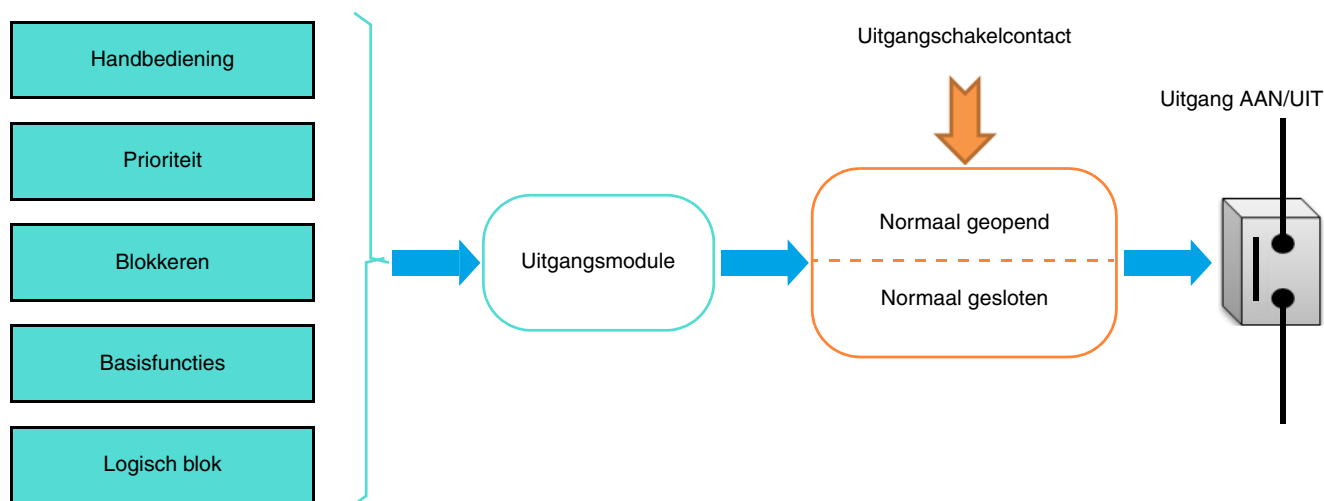 Handbediening
Prioriteit
Blokkeren
Basisfuncties
Logisch blok
Uitgangsmodule
Uitgangschakelcontact
Normaal geopend
Normaal gesloten
Uitgang AAN/UIT